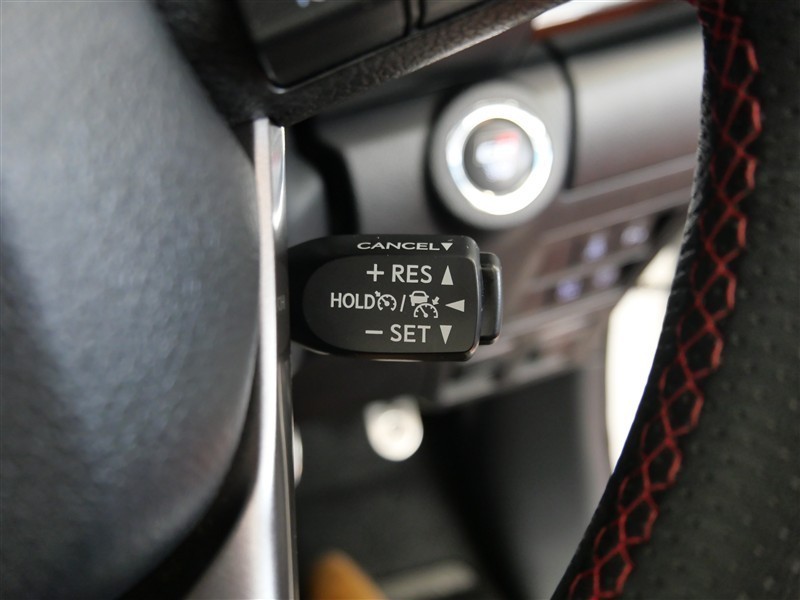 CANCEL▼
+ RES ▲
HOLD / ◀
− SET ▼